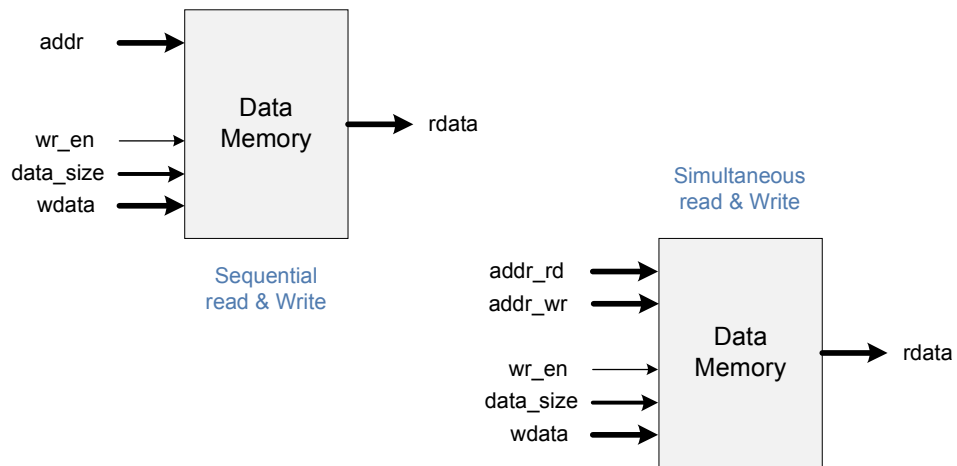 addr
wr_en
data_size
wdata
Data
Memory
rdata
Sequential
read & Write
Simultaneous
read & Write
addr_rd
addr_wr
wr_en
data_size
wdata
Data
Memory
rdata